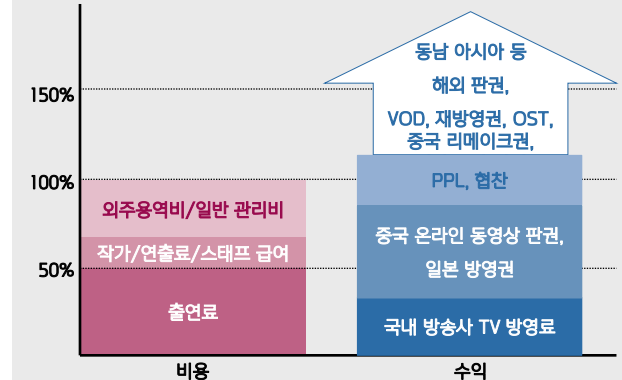 동남 아시아 등
해외 판권,
VOD, 재방영권, OST,
중국 리메이크권,
150%
100%
50%
PPL, 협찬
외주용역비/일반 관리비
중국 온라인 동영상 판권,
일본 방영권
작가/연출료/스태프 급여
출연료
국내 방송사 TV 방영료
비용
수익